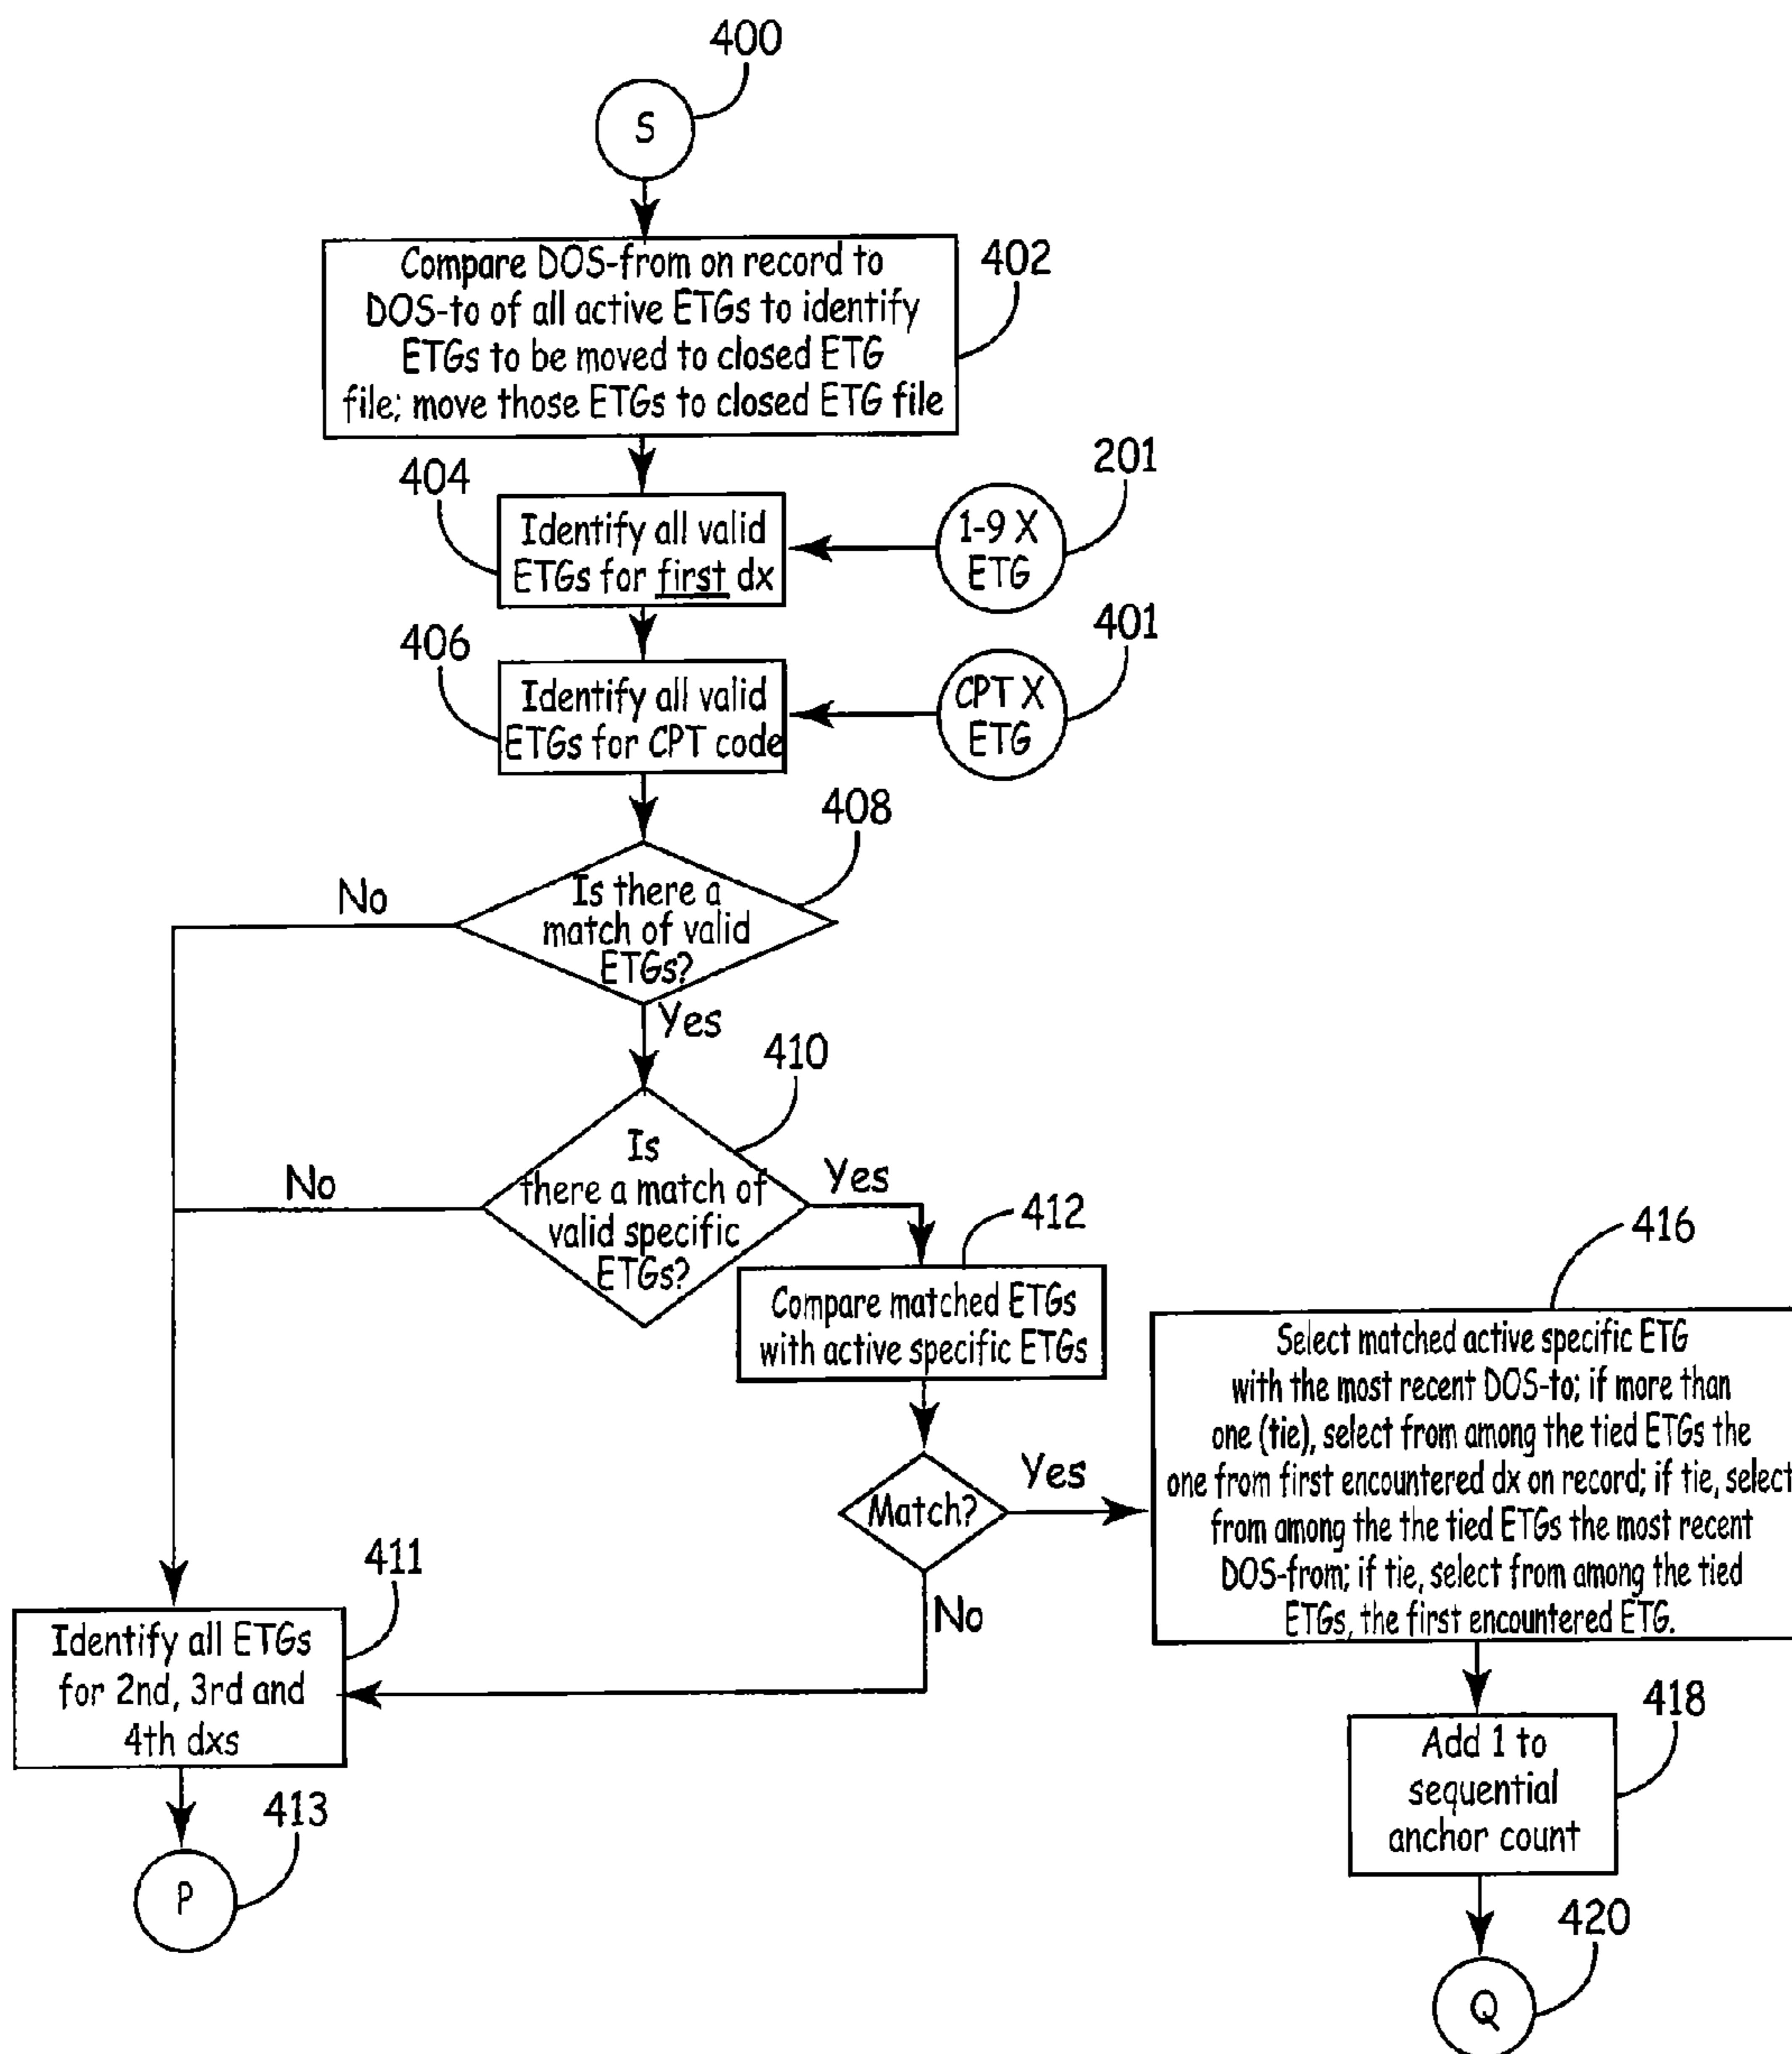 400
S
Compare DOS-from on record to
DOS-to of all active ETGs to identify
ETGs to be moved to closed ETG
file; move those ETGs to closed ETG file
402
404
Identify all valid
ETGs for first dx
1-9 X
ETG
201
406
Identify all valid
ETGs for CPT code
CPT X
ETG
401
408
Is there a
match of valid
ETGs?
No
Yes
410
Is
there a match of
valid specific
ETGs?
No
Yes
412
Compare matched ETGs
with active specific ETGs
Match?
Yes
No
416
Select matched active specific ETG
with the most recent DOS-to; if more than
one (tie), select from among the tied ETGs the
one from first encountered dx on record; if tie, select
from among the the tied ETGs the most recent
DOS-from; if tie, select from among the tied
ETGs, the first encountered ETG.
411
Identify all ETGs
for 2nd, 3rd and
4th dxs
413
P
418
Add 1 to
sequential
anchor count
420
Q